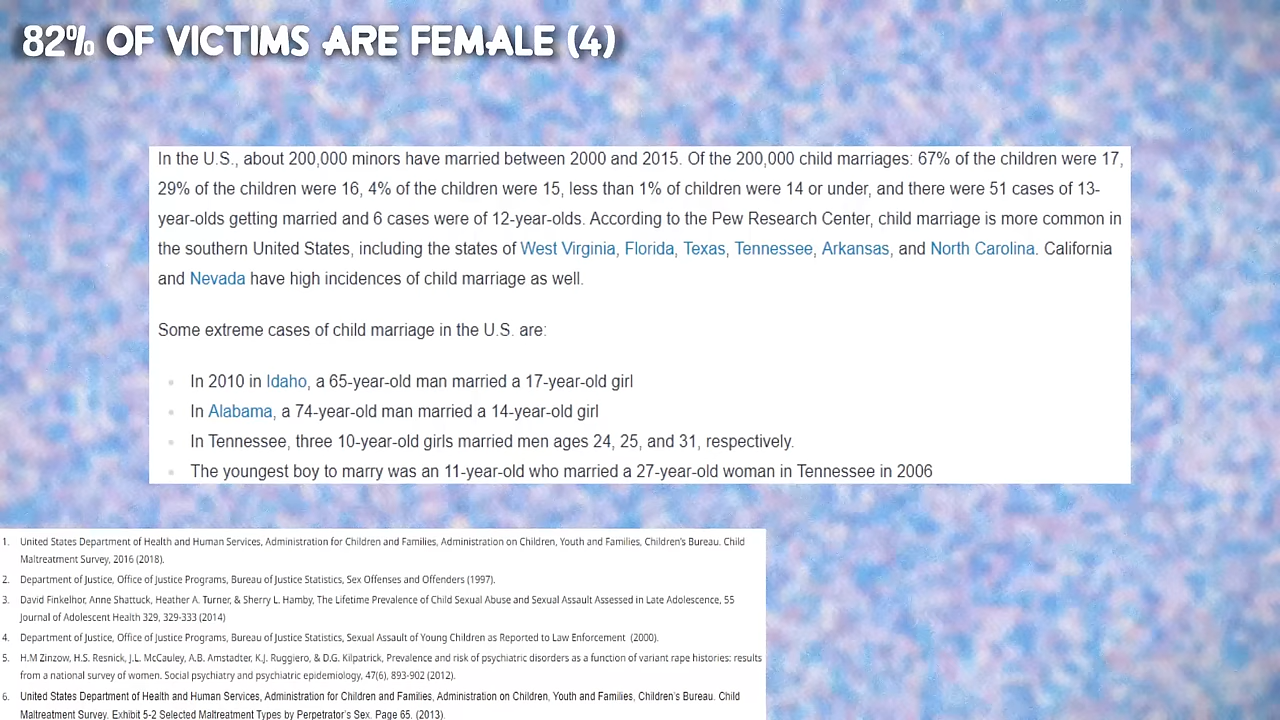 82% OF VICTIMS ARE FEMALE (4)
In the U.S., about 200,000 minors have married between 2000 and 2015. Of the 200,000 child marriages: 67% of the children were 17,
29% of the children were 16, 4% of the children were 15, less than 1% of children were 14 or under, and there were 51 cases of 13-
year-olds getting married and 6 cases were of 12-year-olds. According to the Pew Research Center, child marriage is more common in
the southern United States, including the states of West Virginia, Florida, Texas, Tennessee, Arkansas, and North Carolina. California
and Nevada have high incidences of child marriage as well.
Some extreme cases of child marriage in the U.S. are:
• In 2010 in Idaho, a 65-year-old man married a 17-year-old girl
• In Alabama, a 74-year-old man married a 14-year-old girl
• In Tennessee, three 10-year-old girls married men ages 24, 25, and 31, respectively.
• The youngest boy to marry was an 11-year-old who married a 27-year-old woman in Tennessee in 2006
1. United States Department of Health and Human Services, Administration for Children and Families, Administration on Children, Youth and Families, Children's Bureau. Child
Maltreatment Survey, 2016 (2018).
2. Department of Justice, Office of Justice Programs, Bureau of Justice Statistics, Sex Offenses and Offenders (1997).
3. David Finkelhor, Anne Shattuck, Heather A. Turner, & Sherry L. Hamby, The Lifetime Prevalence of Child Sexual Abuse and Sexual Assault Assessed in Late Adolescence, 55
Journal of Adolescent Health 329, 329-333 (2014)
4. Department of Justice, Office of Justice Programs, Bureau of Justice Statistics, Sexual Assault of Young Children as Reported to Law Enforcement (2000).
5. H.M Zinzow, H.S. Resnick, J.L. McCauley, A.B. Amstadter, K.J. Ruggiero, & D.G. Kilpatrick, Prevalence and risk of psychiatric disorders as a function of variant rape histories: results
from a national survey of women. Social psychiatry and psychiatric epidemiology, 47(6), 893-902 (2012).
6. United States Department of Health and Human Services, Administration for Children and Families, Administration on Children, Youth and Families, Children's Bureau. Child
Maltreatment Survey. Exhibit 5-2 Selected Maltreatment Types by Perpetrator's Sex. Page 65. (2013).